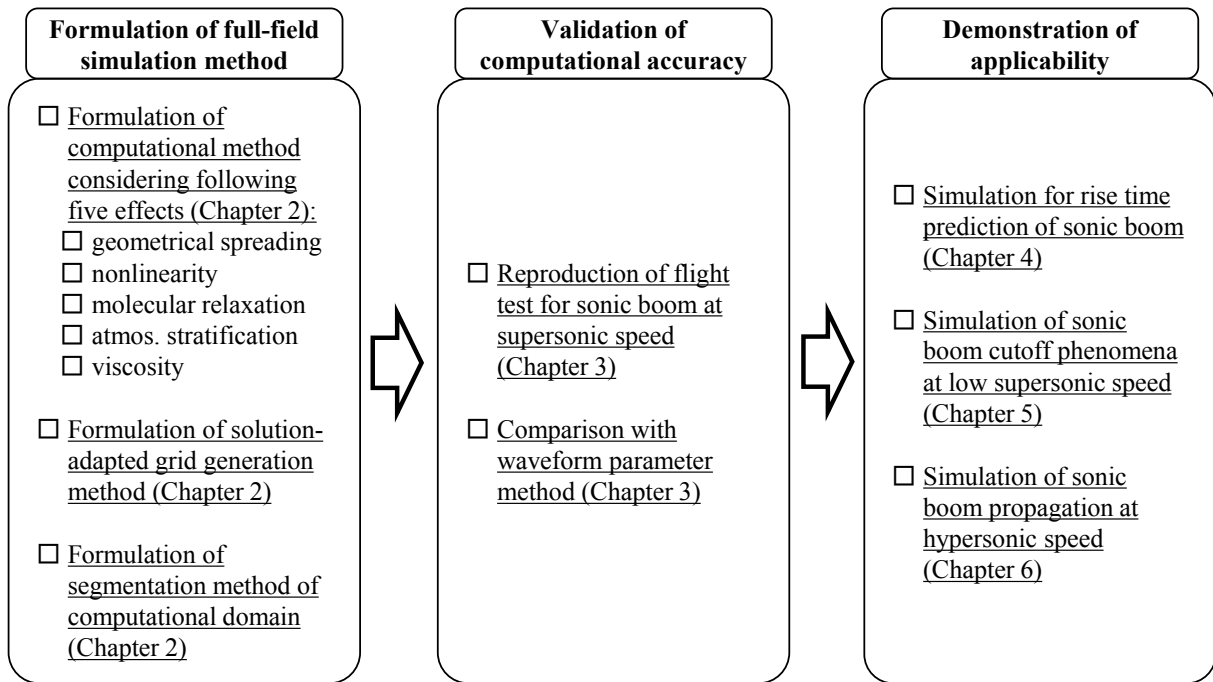 Formulation of full-field
simulation method
☐ Formulation of
computational method
considering following
five effects (Chapter 2):
☐ geometrical spreading
☐ nonlinearity
☐ molecular relaxation
☐ atmos. stratification
☐ viscosity
☐ Formulation of solution-
adapted grid generation
method (Chapter 2)
☐ Formulation of
segmentation method of
computational domain
(Chapter 2)
Validation of
computational accuracy
☐ Reproduction of flight
test for sonic boom at
supersonic speed
(Chapter 3)
☐ Comparison with
waveform parameter
method (Chapter 3)
Demonstration of
applicability
☐ Simulation for rise time
prediction of sonic boom
(Chapter 4)
☐ Simulation of sonic
boom cutoff phenomena
at low supersonic speed
(Chapter 5)
☐ Simulation of sonic
boom propagation at
hypersonic speed
(Chapter 6)